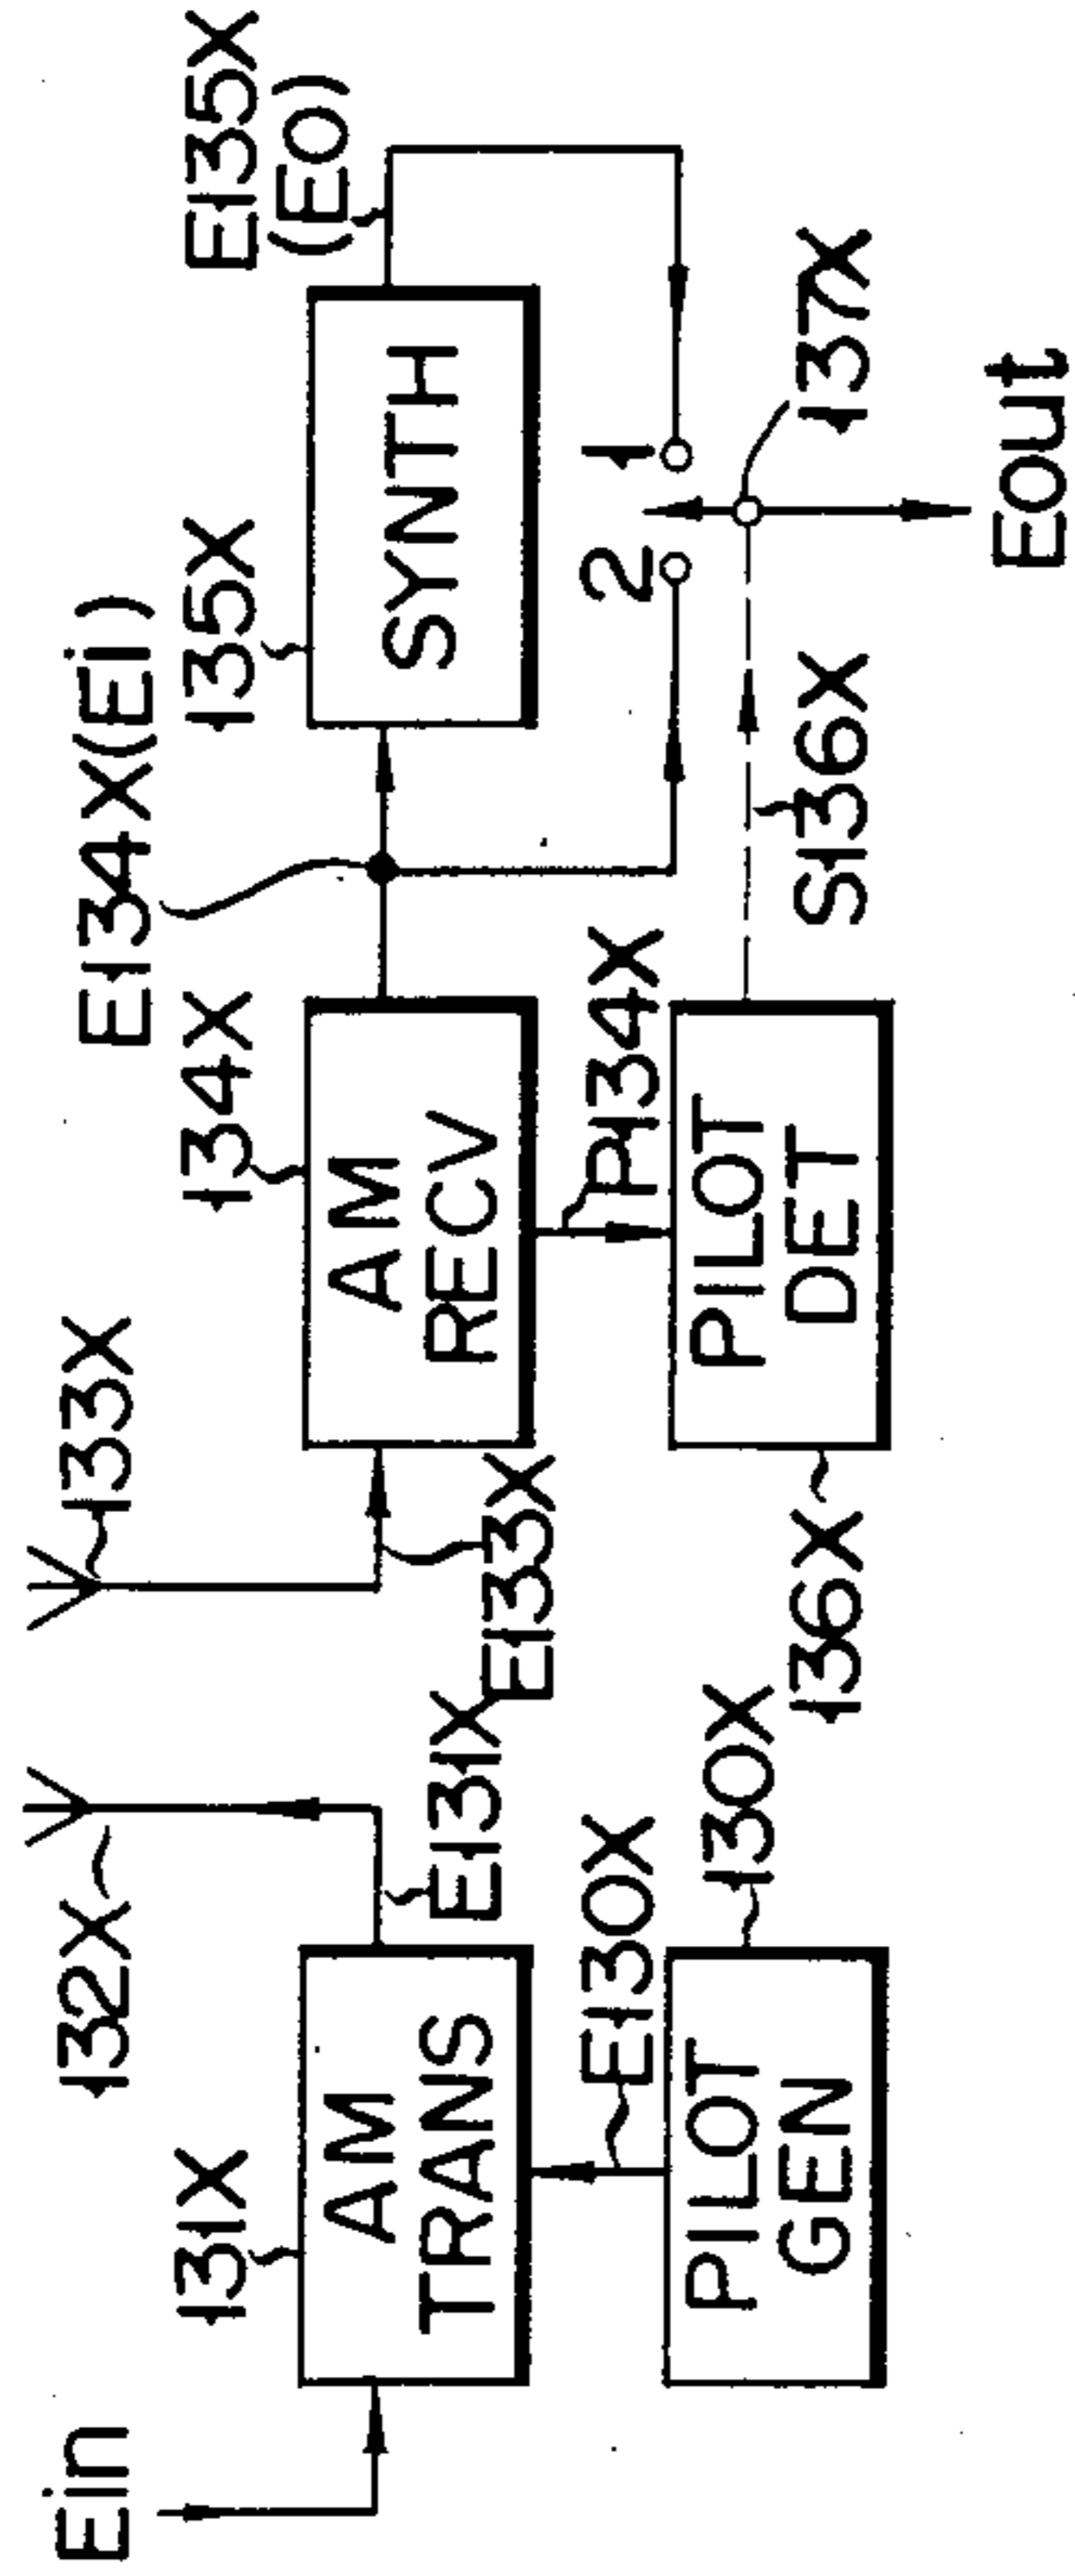 Ein
131X
AM
TRANS
132X
E131X
E130X
PILOT
GEN
130X
133X
E133X
134X
AM
RECV
E134X(Ei)
P134X
PILOT
DET
136X
S136X
135X
SYNTH
E135X
(EO)
2
1
137X
Eout